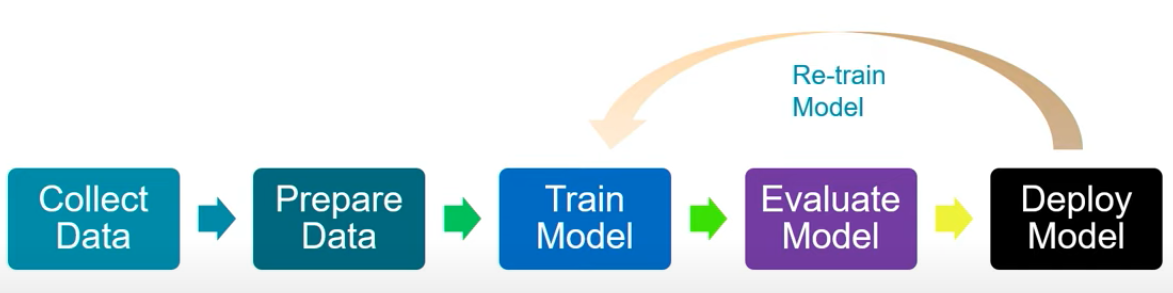 Re-train
Model
Collect
Data
Prepare
Data
Train
Model
Evaluate
Model
Deploy
Model